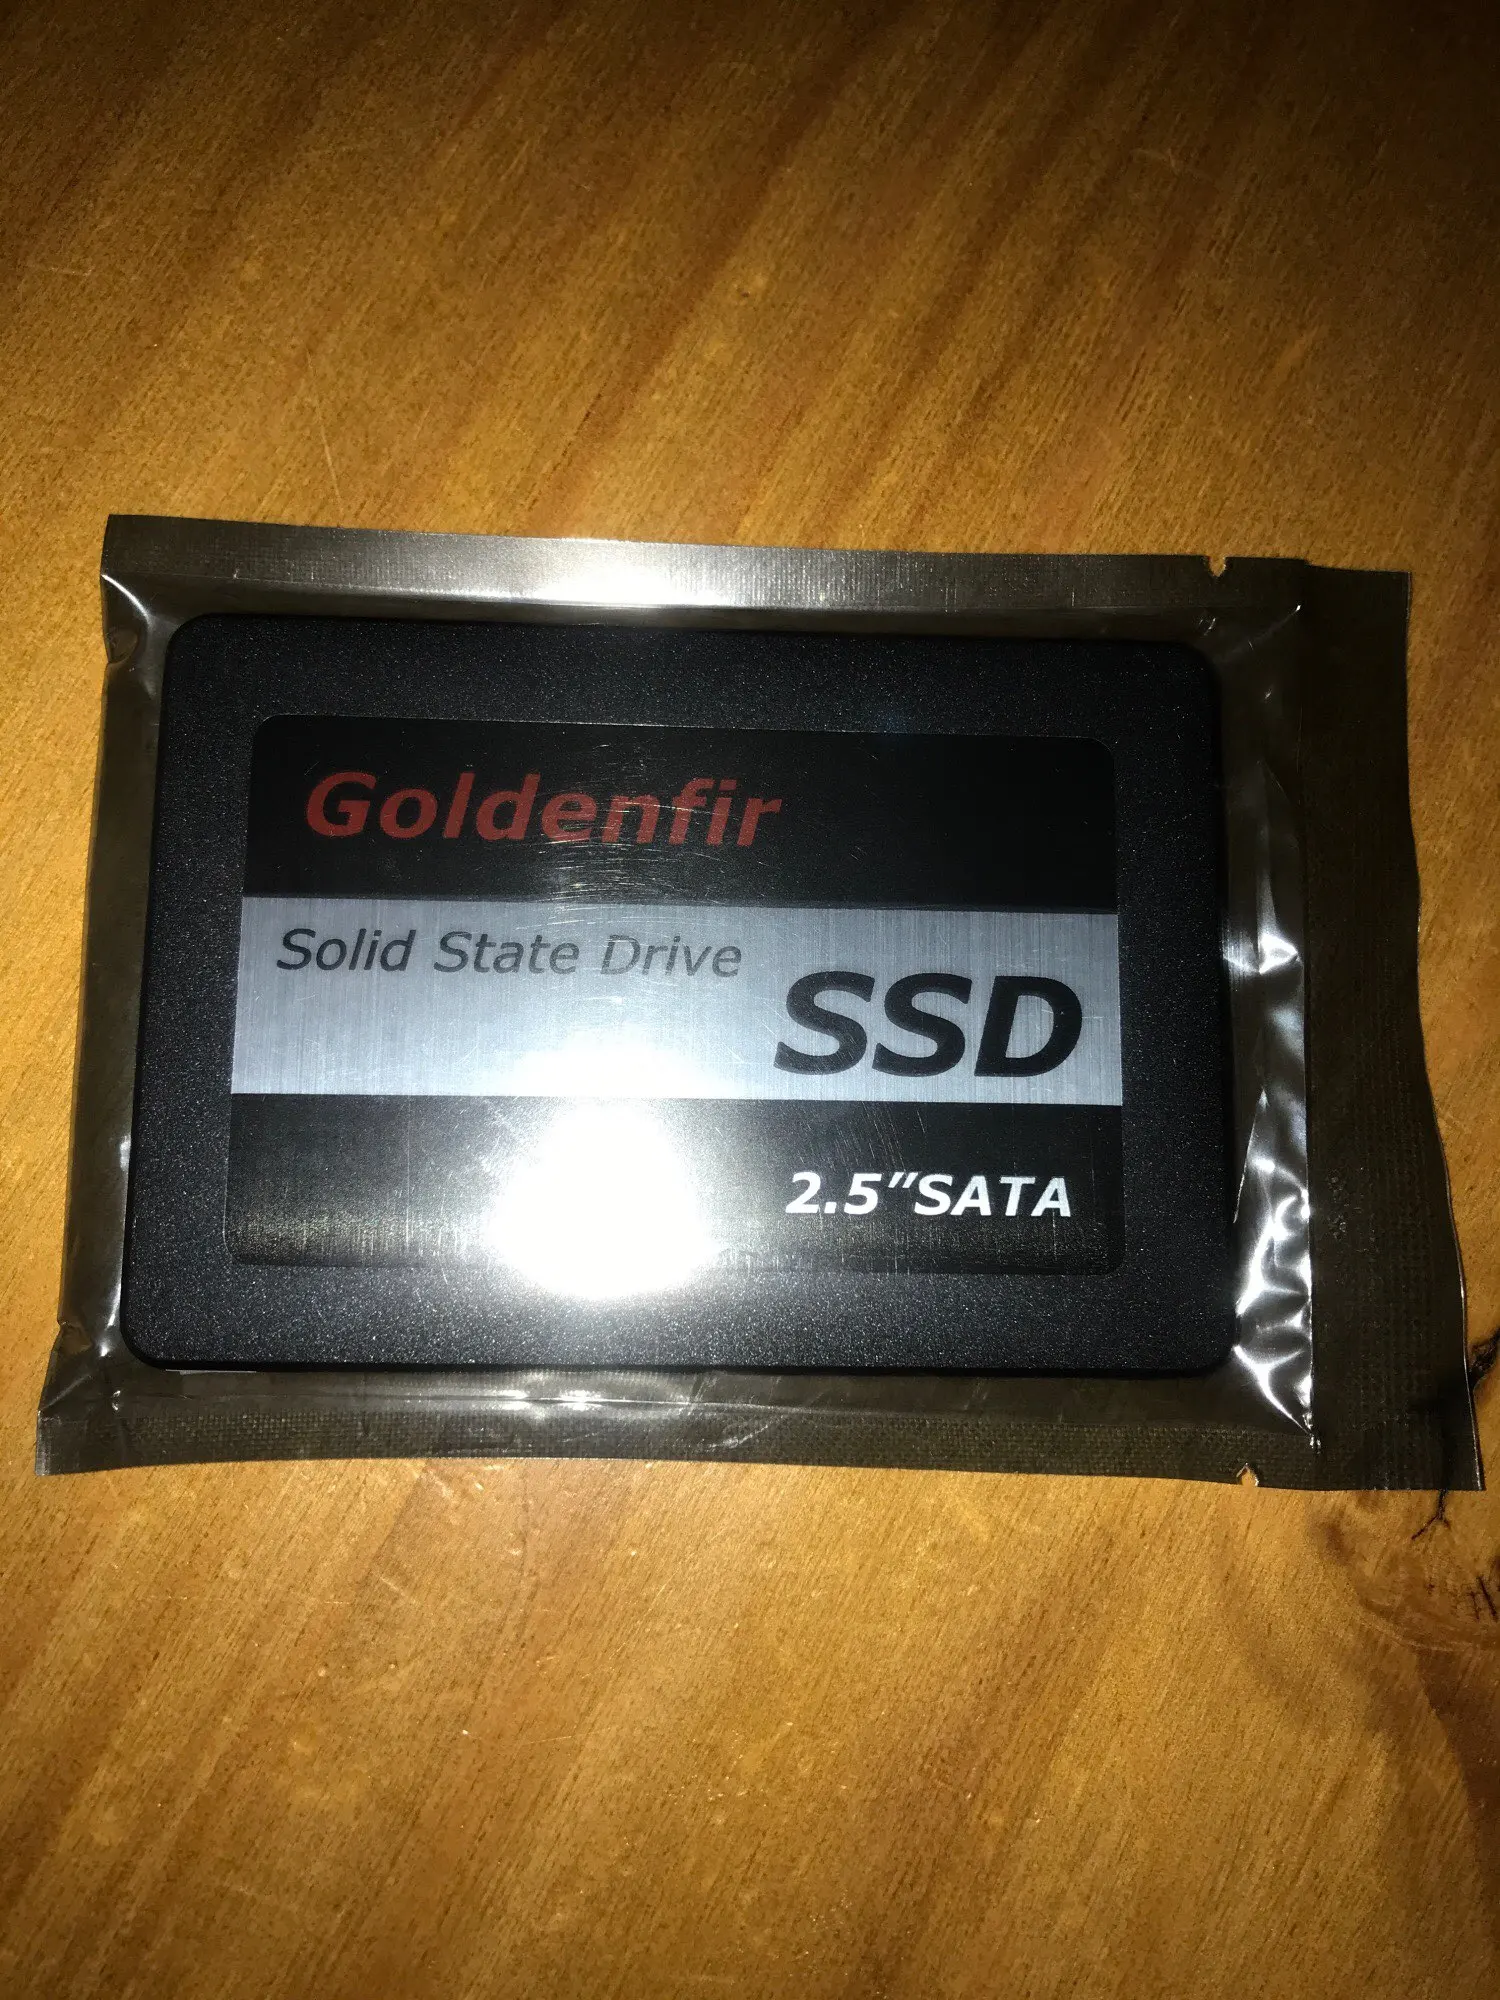 Goldenfir
Solid State Drive
SSD
2.5"SATA